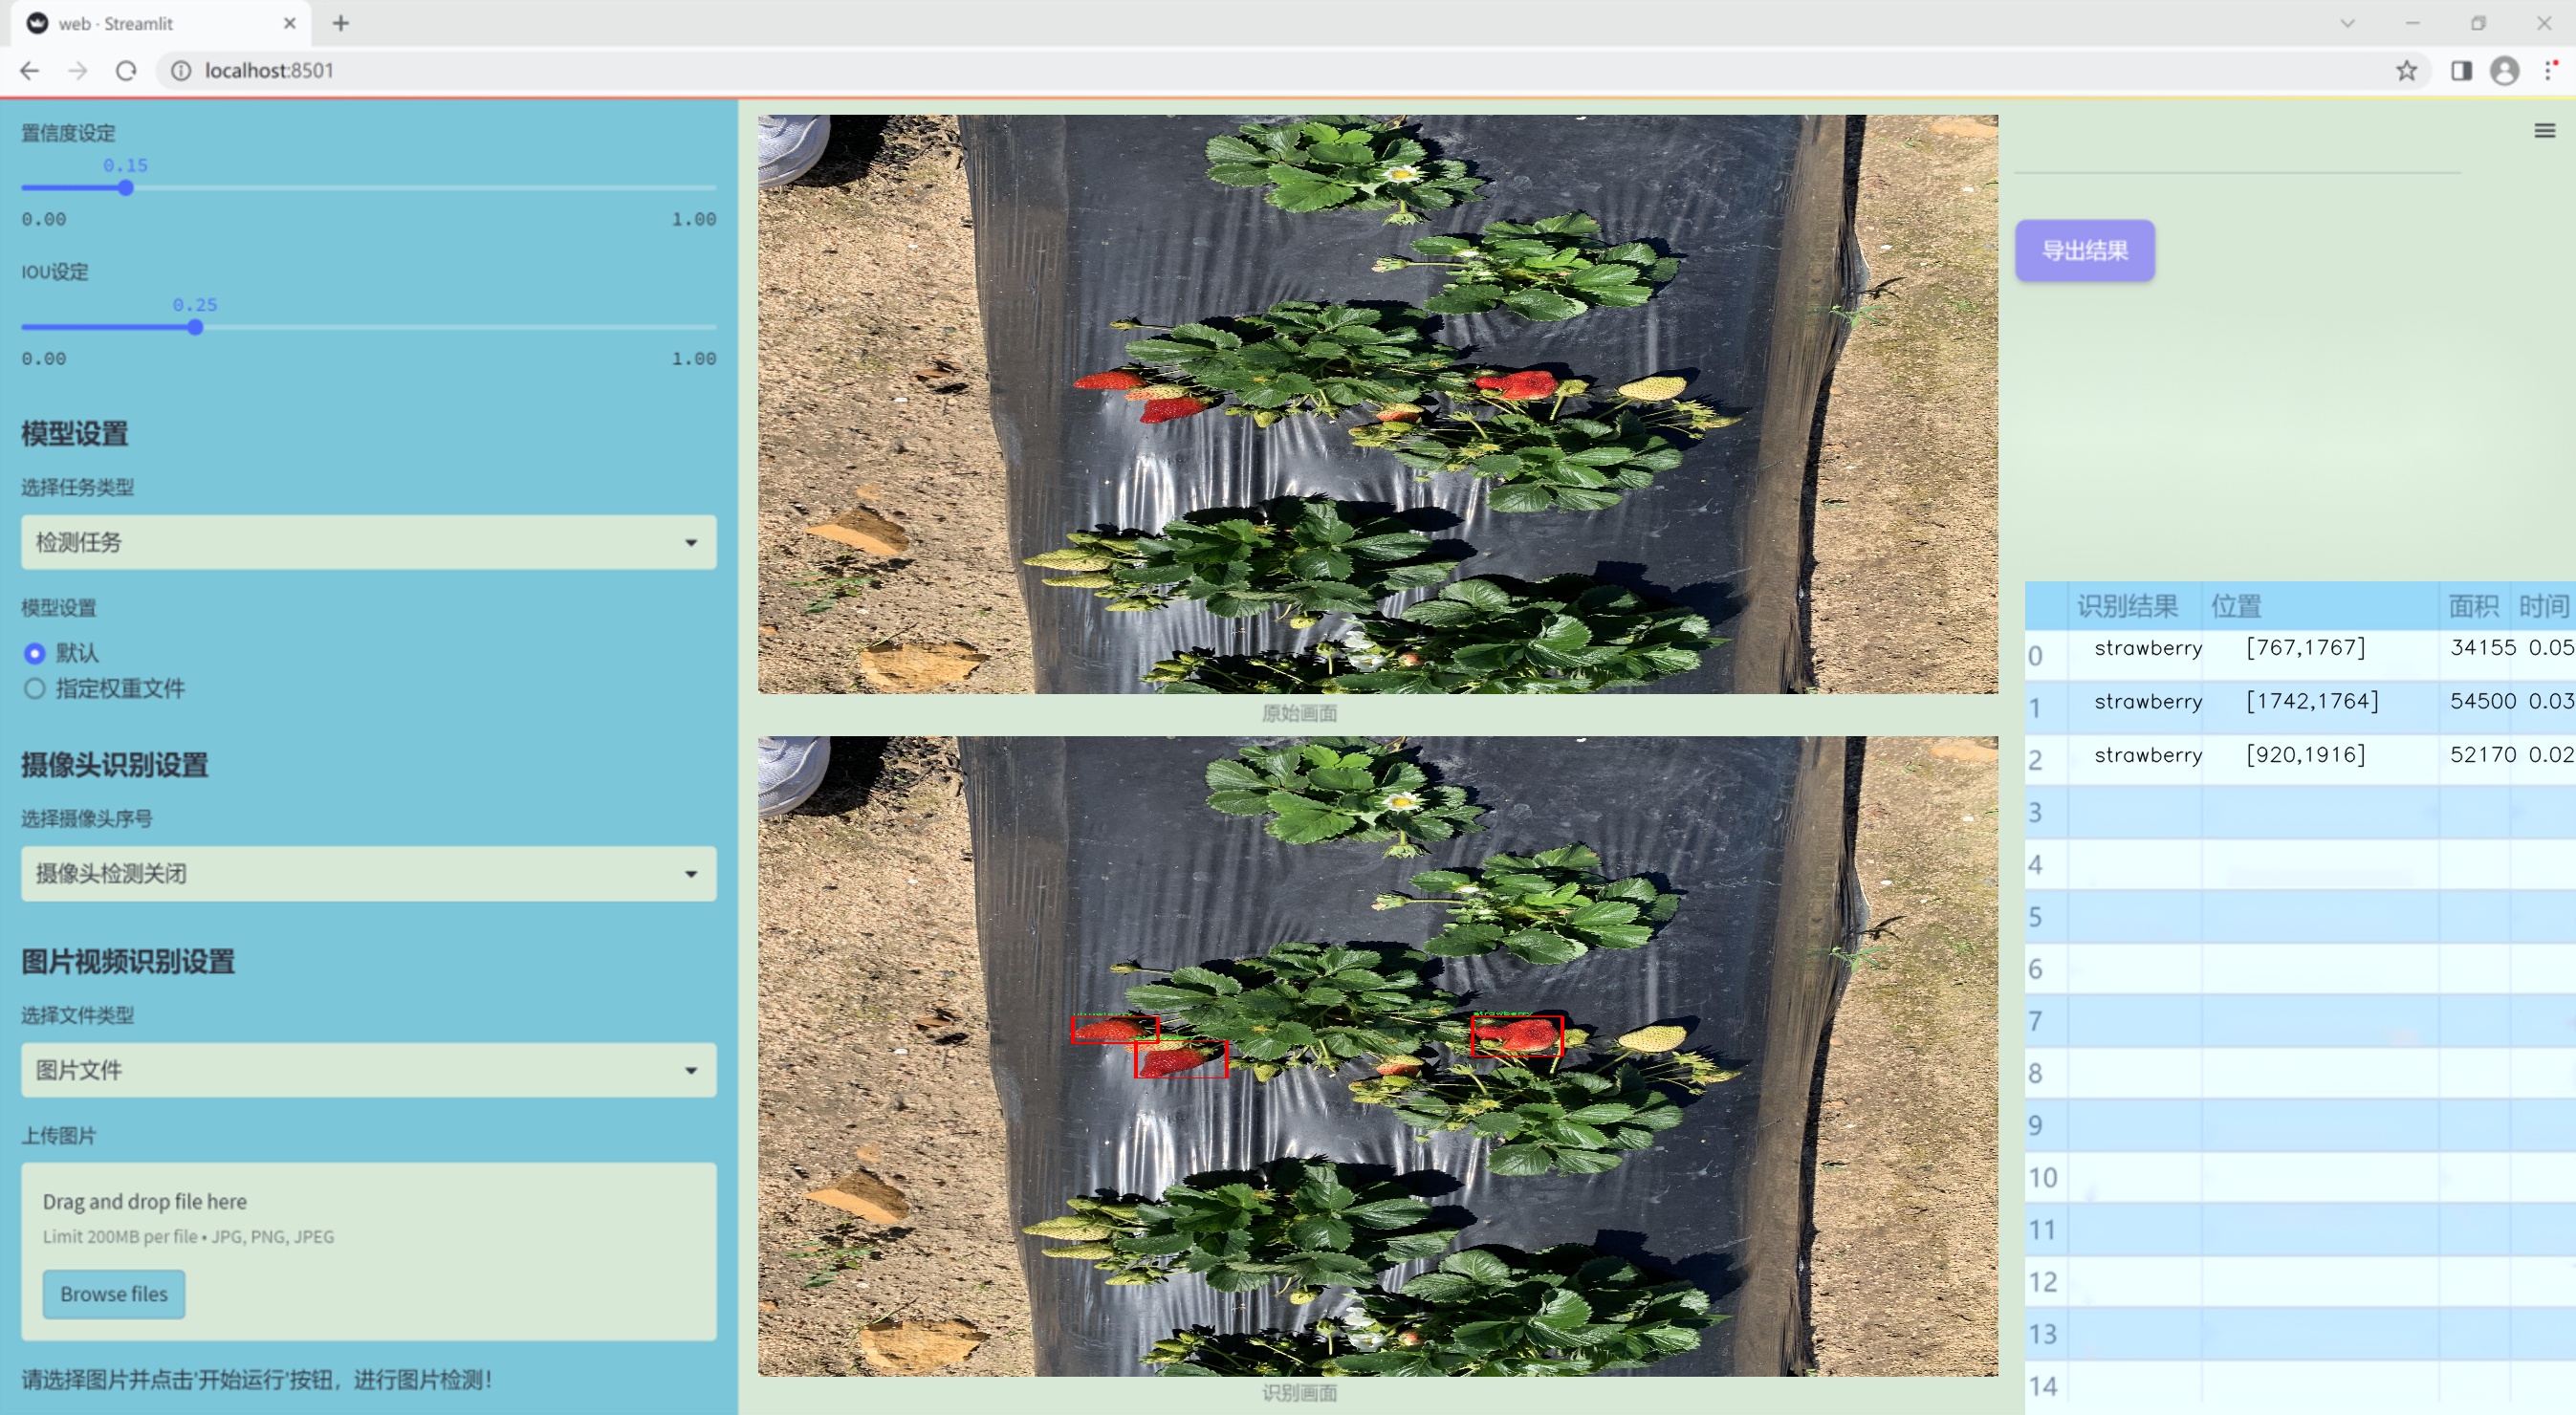 web · Streamlit
localhost:8501
置信度设定
0.15
0.00 1.00
IOU设定
0.25
0.00 1.00
模型设置
选择任务类型
检测任务
模型设置
默认
指定权重文件
摄像头识别设置
选择摄像头序号
摄像头检测关闭
图片视频识别设置
选择文件类型
图片文件
上传图片
Drag and drop file here
Limit 200MB per file • JPG, PNG, JPEG
Browse files
请选择图片并点击'开始运行'按钮，进行图片检测！
原始画面
strawberry
识别画面
导出结果
识别结果 位置 面积 时间
0 strawberry [767,1767] 34155 0.05
1 strawberry [1742,1764] 54500 0.03
2 strawberry [920,1916] 52170 0.02
3
4
5
6
7
8
9
10
11
12
13
14